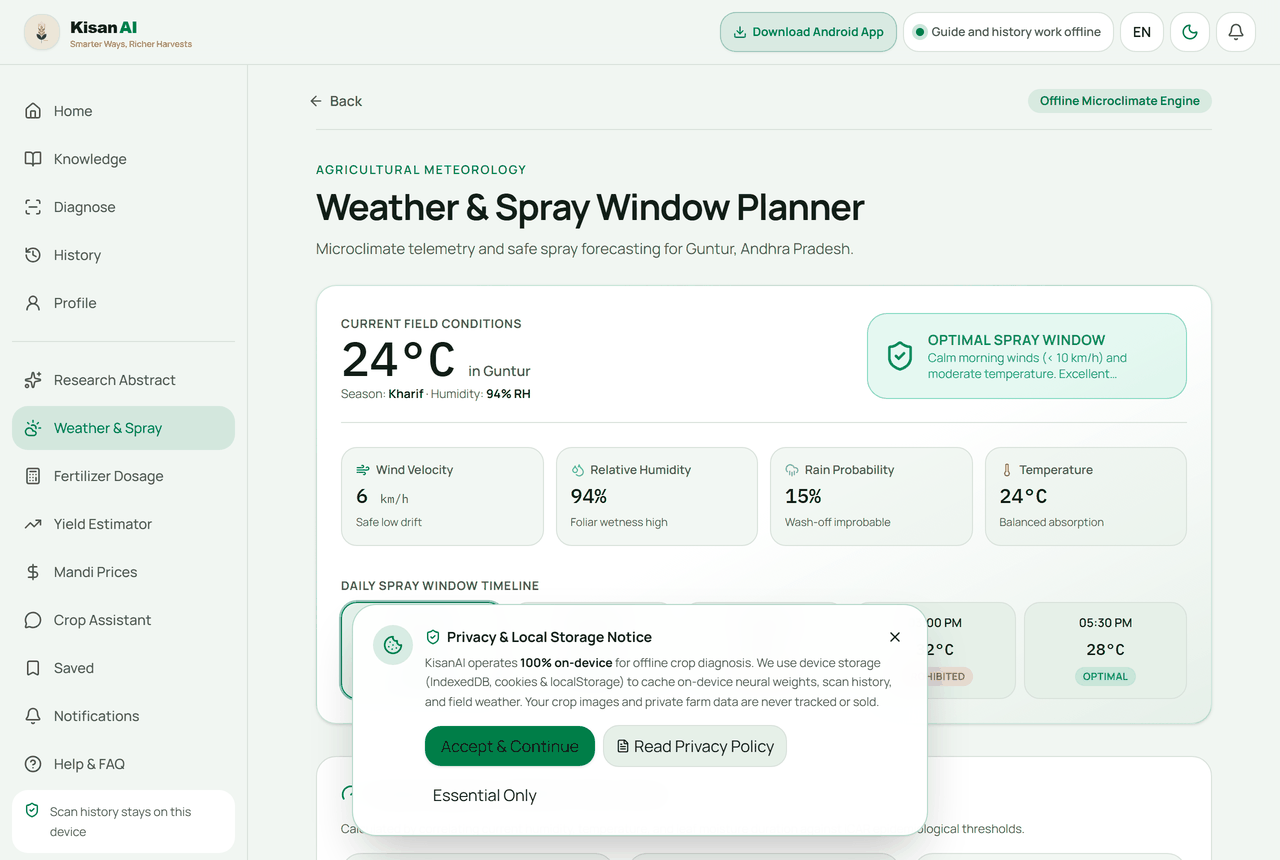 Kisan AI
Smarter Ways, Richer Harvests
Download Android App
Guide and history work offline
EN
Home
Knowledge
Diagnose
History
Profile
Research Abstract
Weather & Spray
Fertilizer Dosage
Yield Estimator
Mandi Prices
Crop Assistant
Saved
Notifications
Help & FAQ
Scan history stays on this
device
Back
Offline Microclimate Engine
AGRICULTURAL METEOROLOGY
Weather & Spray Window Planner
Microclimate telemetry and safe spray forecasting for Guntur, Andhra Pradesh.
CURRENT FIELD CONDITIONS
24°C in Guntur
Season: Kharif · Humidity: 94% RH
OPTIMAL SPRAY WINDOW
Calm morning winds (< 10 km/h) and
moderate temperature. Excellent...
Wind Velocity
6 km/h
Safe low drift
Relative Humidity
94%
Foliar wetness high
Rain Probability
15%
Wash-off improbable
Temperature
24°C
Balanced absorption
DAILY SPRAY WINDOW TIMELINE
:00 PM
2°C
HIBITED
05:30 PM
28°C
OPTIMAL
Privacy & Local Storage Notice
KisanAI operates 100% on-device for offline crop diagnosis. We use device storage
(IndexedDB, cookies & localStorage) to cache on-device neural weights, scan history,
and field weather. Your crop images and private farm data are never tracked or sold.
Accept & Continue
Read Privacy Policy
Essential Only
ological thresholds.